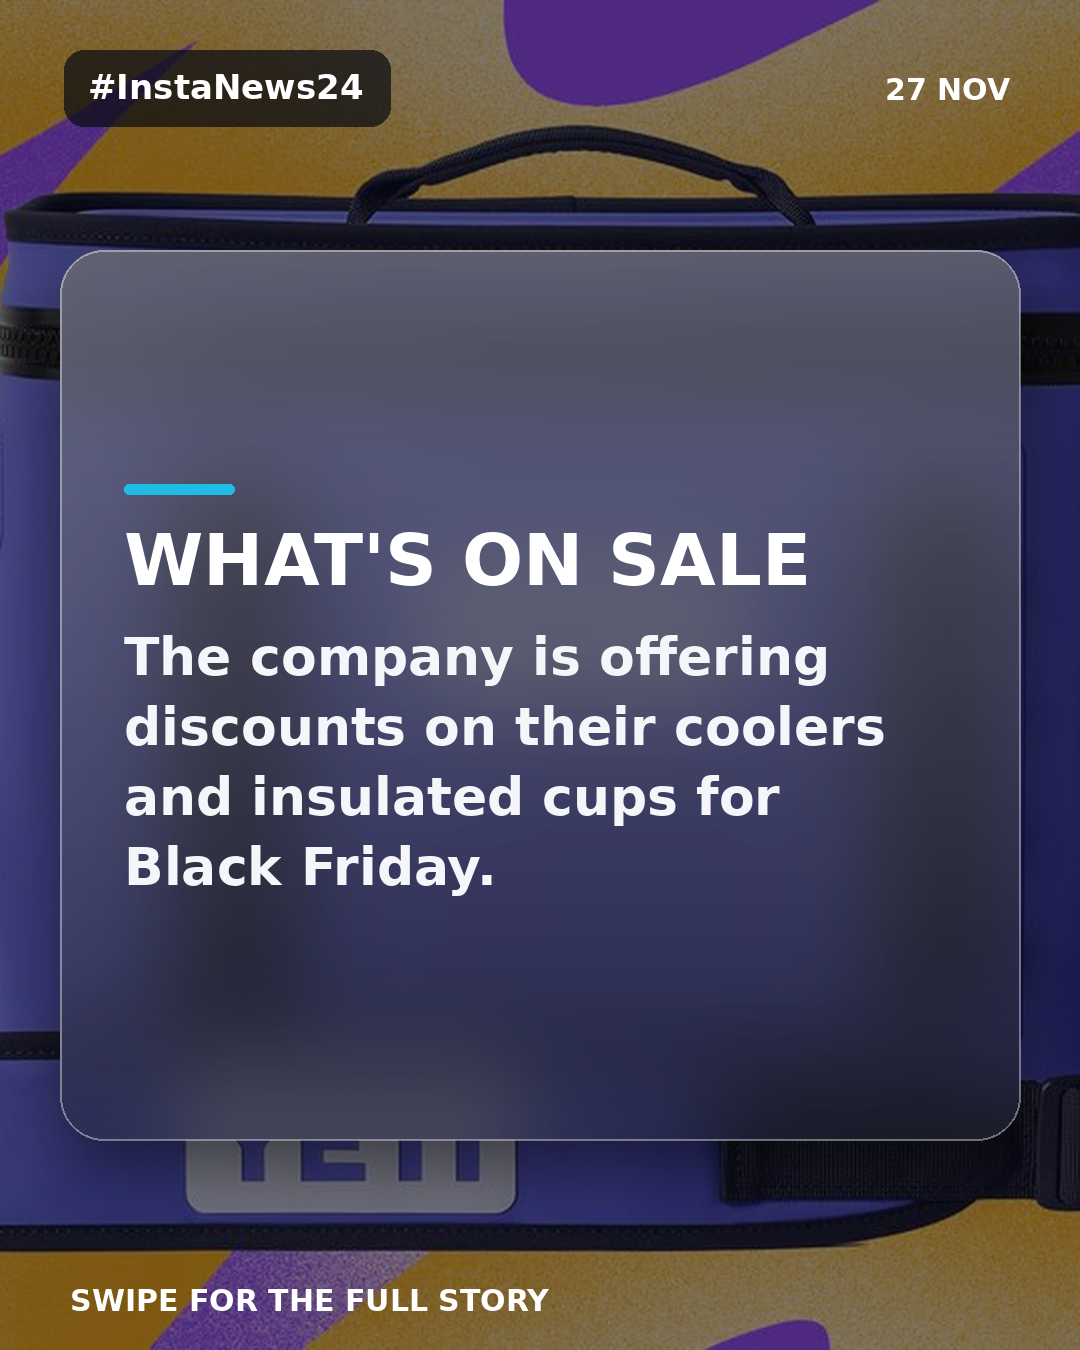 #InstaNews24
27 NOV
WHAT'S ON SALE
The company is offering
discounts on their coolers
and insulated cups for
Black Friday.
YETI
SWIPE FOR THE FULL STORY